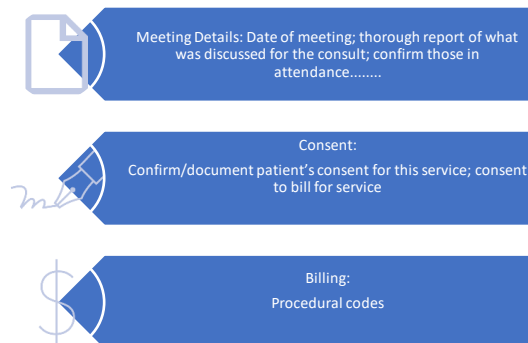 Meeting Details: Date of meeting; thorough report of what
was discussed for the consult; confirm those in
attendance........
Consent:
Confirm/document patient's consent for this service; consent
to bill for service
Billing:
Procedural codes